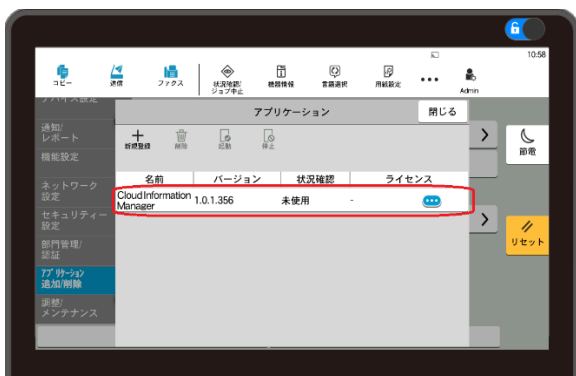 10:58
コピー
送信
ファクス
状況確認/
ジョブ中止
機器情報
言語選択
用紙設定
Admin
デバイス設定
通知/
レポート
機能設定
ネットワーク
設定
セキュリティー
設定
部門管理/
認証
アプリケーション
追加/削除
調整/
メンテナンス
アプリケーション
閉じる
新規登録
削除
起動
停止
名前 バージョン 状況確認 ライセンス
Cloud Information
Manager
1.0.1.356 未使用 -
節電
リセット